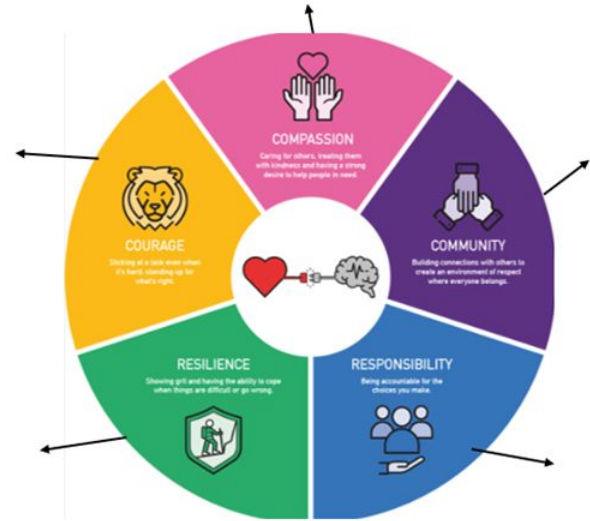 COMPASSION
Caring for others, treating them
with kindness and having a strong
desire to help people in need.
COURAGE
Sticking at a task even when
it's hard, standing up for
what's right.
COMMUNITY
Building connections with others to
create an environment of respect
where everyone belongs.
RESILIENCE
Showing grit and having the ability to cope
when things are difficult or go wrong.
RESPONSIBILITY
Being accountable for the
choices you make.